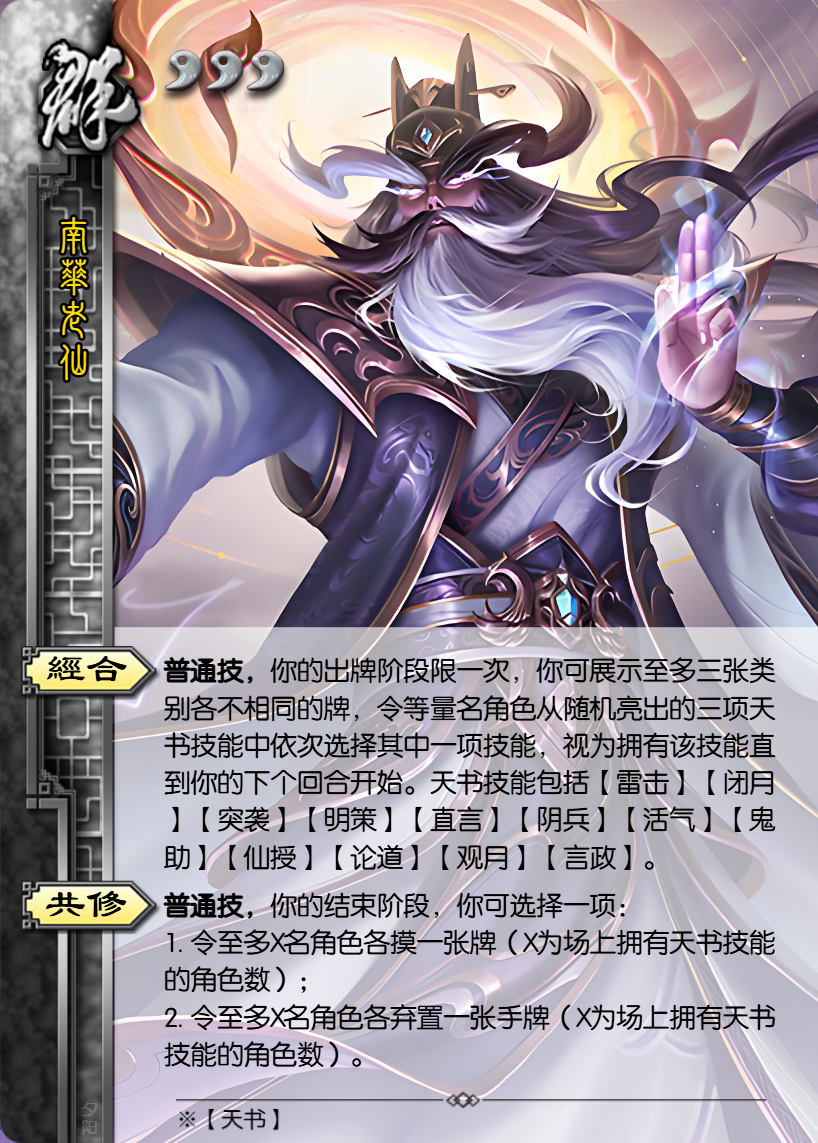 群
南華老仙
經合
普通技，你的出牌阶段限一次，你可展示至多三张类
别各不相同的牌，令等量名角色从随机亮出的三项天
书技能中依次选择其中一项技能，视为拥有该技能直
到你的下个回合开始。天书技能包括【雷击】【闭月
】【突袭】【明策】【直言】【阴兵】【活气】【鬼
助】【仙授】【论道】【观月】【言政】。
共修
普通技，你的结束阶段，你可选择一项：
1. 令至多X名角色各摸一张牌（X为场上拥有天书技能
的角色数）；
2. 令至多X名角色各弃置一张手牌（X为场上拥有天书
技能的角色数）。
※【天书】
夕阳